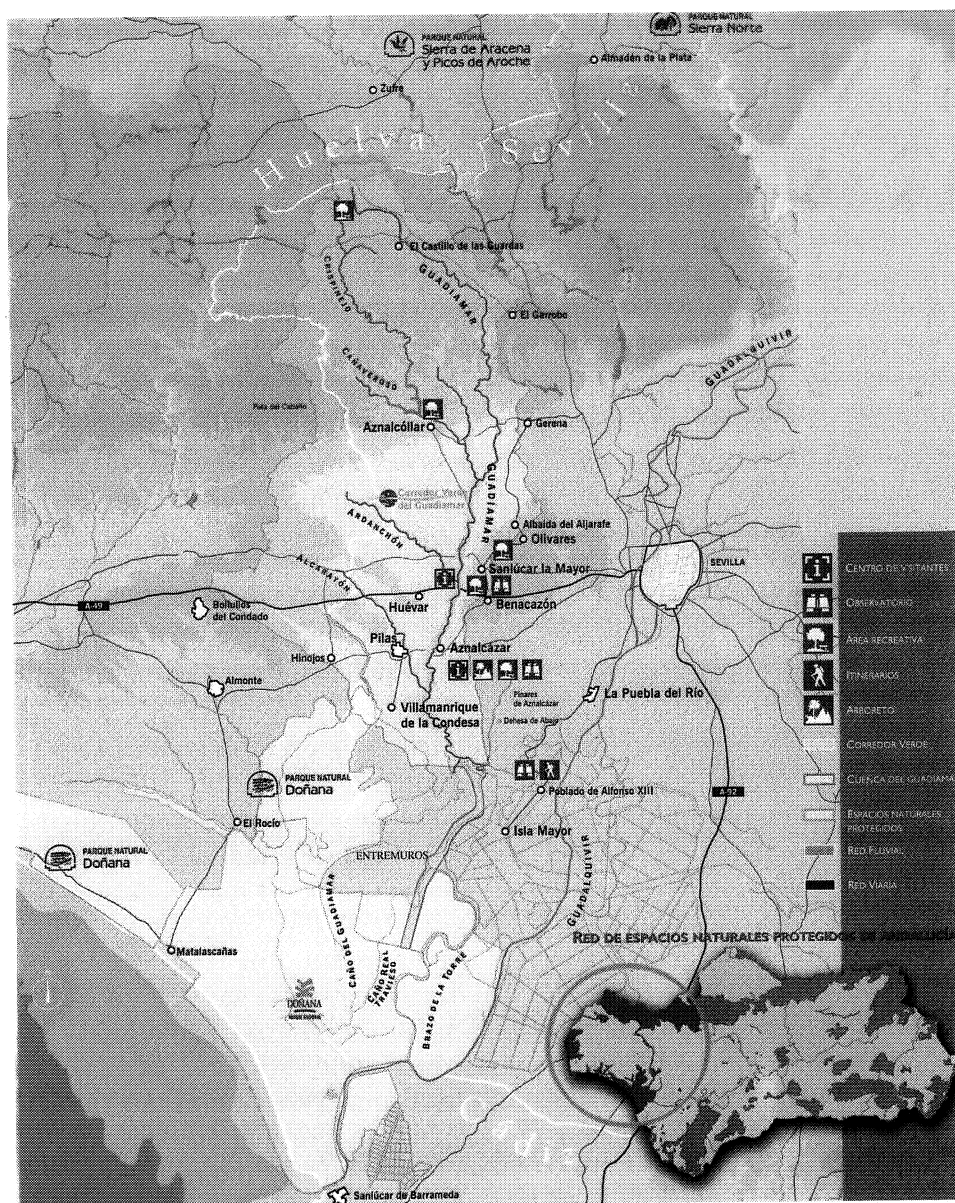 PARQUE NATURAL
Sierra de Aracena
y Picos de Aroche
PARQUE NATURAL
Sierra Norte
Almadén de la Plata
Zufre
Huelva
Sevilla
El Castillo de las Guardas
CRISPINEJO
GUADIAMAR
El Garrobo
GUADALQUIVIR
CAÑAVEROSO
Aznalcóllar
Gerena
GUADIAMAR
Corredor Verde
del Guadiamar
ARDANCHÓN
Albaida del Aljarafe
Olivares
ALCARAYÓN
Sanlúcar la Mayor
SEVILLA
A-49
Bollullos
del Condado
Huévar
Benacazón
Pilas
Aznalcázar
Hinojos
Almonte
Villamanrique
de la Condesa
Pinares
de Aznalcázar
Dehesa de Abajo
La Puebla del Río
PARQUE NATURAL
Doñana
Poblado de Alfonso XIII
El Rocío
Isla Mayor
PARQUE NATURAL
Doñana
ENTREMUROS
GUADALQUIVIR
CAÑO DEL GUADIAMAR
CAÑO REAL
TRAVIESO
BRAZO DE LA TORRE
Matalascañas
DOÑANA
Cádiz
Sanlúcar de Barrameda
CENTRO DE VISITANTES
OBSERVATORIO
ÁREA RECREATIVA
ITINERARIOS
ARBORETO
CORREDOR VERDE
CUENCA DEL GUADIAMA
ESPACIOS NATURALES
PROTEGIDOS
RED FLUVIAL
RED VIARIA
RED DE ESPACIOS NATURALES PROTEGIDOS DE ANDALUCÍA